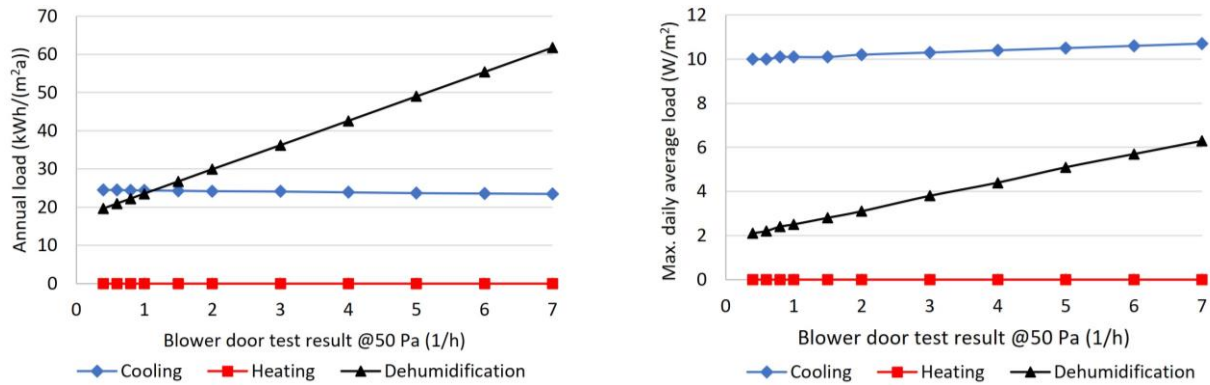 Annual load (kWh/(m²a))
70
60
50
40
30
20
10
0
0 1 2 3 4 5 6 7
Blower door test result @50 Pa (1/h)
Cooling Heating Dehumidification
Max. daily average load (W/m²)
12
10
8
6
4
2
0
0 1 2 3 4 5 6 7
Blower door test result @50 Pa (1/h)
Cooling Heating Dehumidification